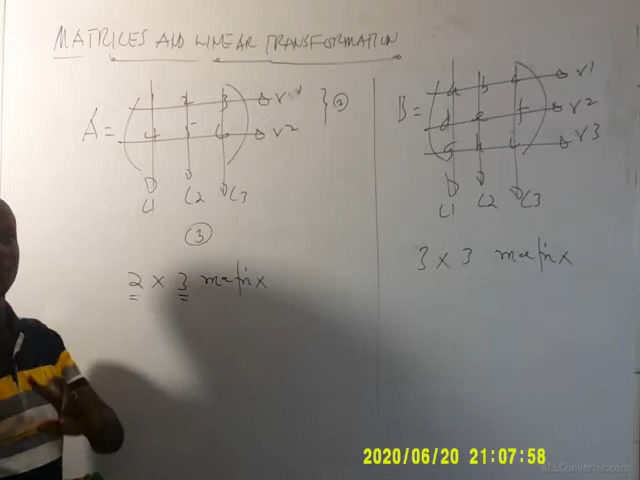 MATRICES AND LINEAR TRANSFORMATION
A = ( 1 2 3 ) r1 } ②
4 5 6 r2
C1 C2 C3
③
2 × 3 matrix
B = ( a b c ) r1
d e f r2
g h i r3
C1 C2 C3
3 × 3 matrix
2020/06/20 21:07:58